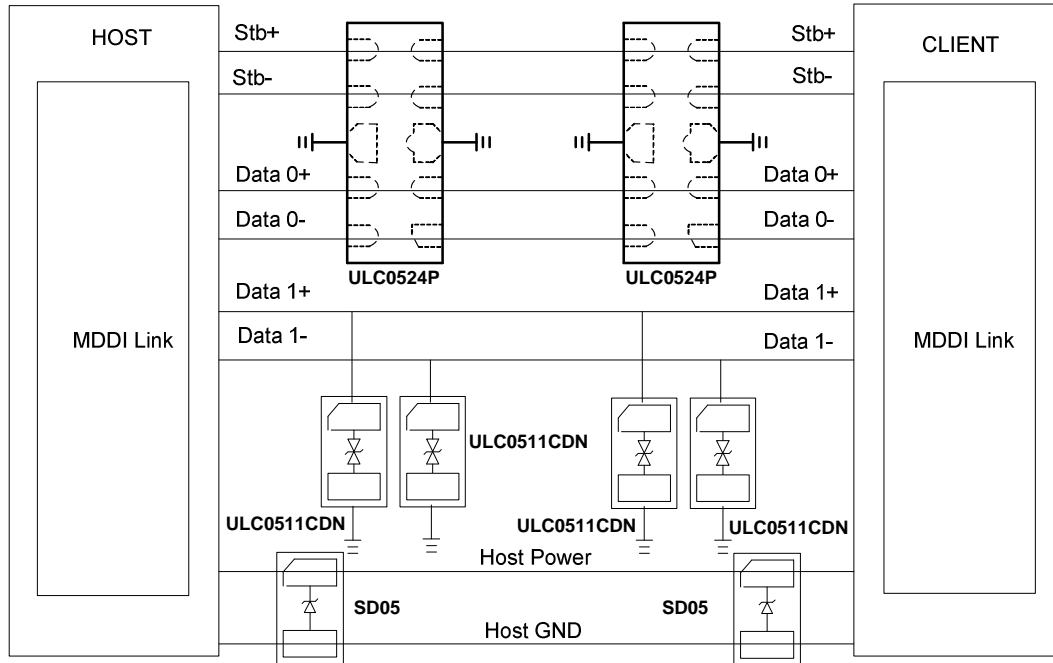 HOST
CLIENT
Stb+
Stb+
Stb-
Stb-
Data 0+
Data 0+
Data 0-
Data 0-
ULC0524P
ULC0524P
Data 1+
Data 1+
MDDI Link
Data 1-
Data 1-
MDDI Link
ULC0511CDN
ULC0511CDN
ULC0511CDN
ULC0511CDN
Host Power
SD05
SD05
Host GND